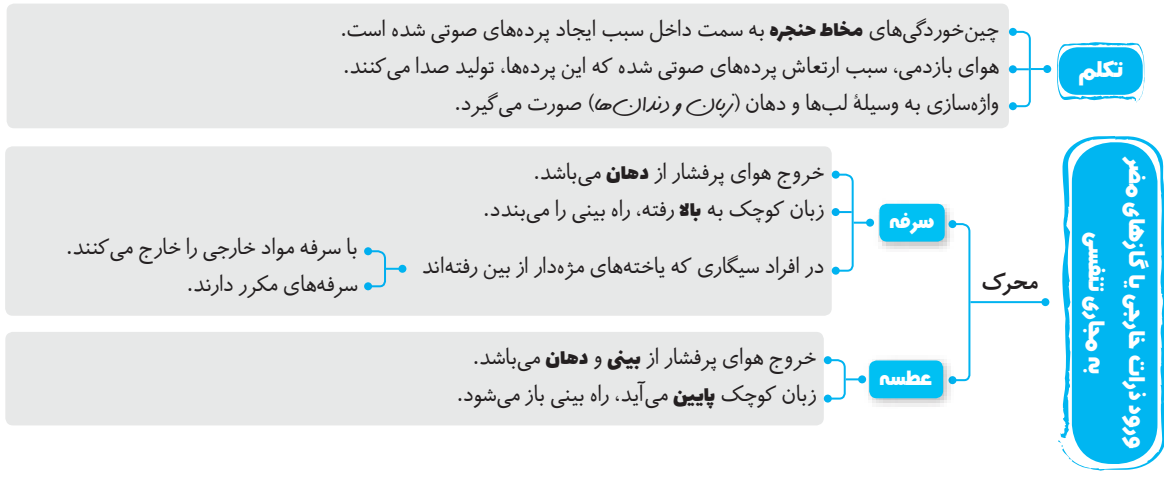 تکلم
چین‌خوردگی‌های مخاط حنجره به سمت داخل سبب ایجاد پرده‌های صوتی شده است.
هوای بازدمی، سبب ارتعاش پرده‌های صوتی شده که این پرده‌ها، تولید صدا می‌کنند.
واژه‌سازی به وسیلهٔ لب‌ها و دهان (زبان و دندان‌ها) صورت می‌گیرد.
ورود ذرات خارجی یا گازهای مضر
به مجاری تنفسی
محرک
سرفه
خروج هوای پرفشار از دهان می‌باشد.
زبان کوچک به بالا رفته، راه بینی را می‌بندد.
در افراد سیگاری که یاخته‌های مژه‌دار از بین رفته‌اند
با سرفه مواد خارجی را خارج می‌کنند.
سرفه‌های مکرر دارند.
عطسه
خروج هوای پرفشار از بینی و دهان می‌باشد.
زبان کوچک پایین می‌آید، راه بینی باز می‌شود.